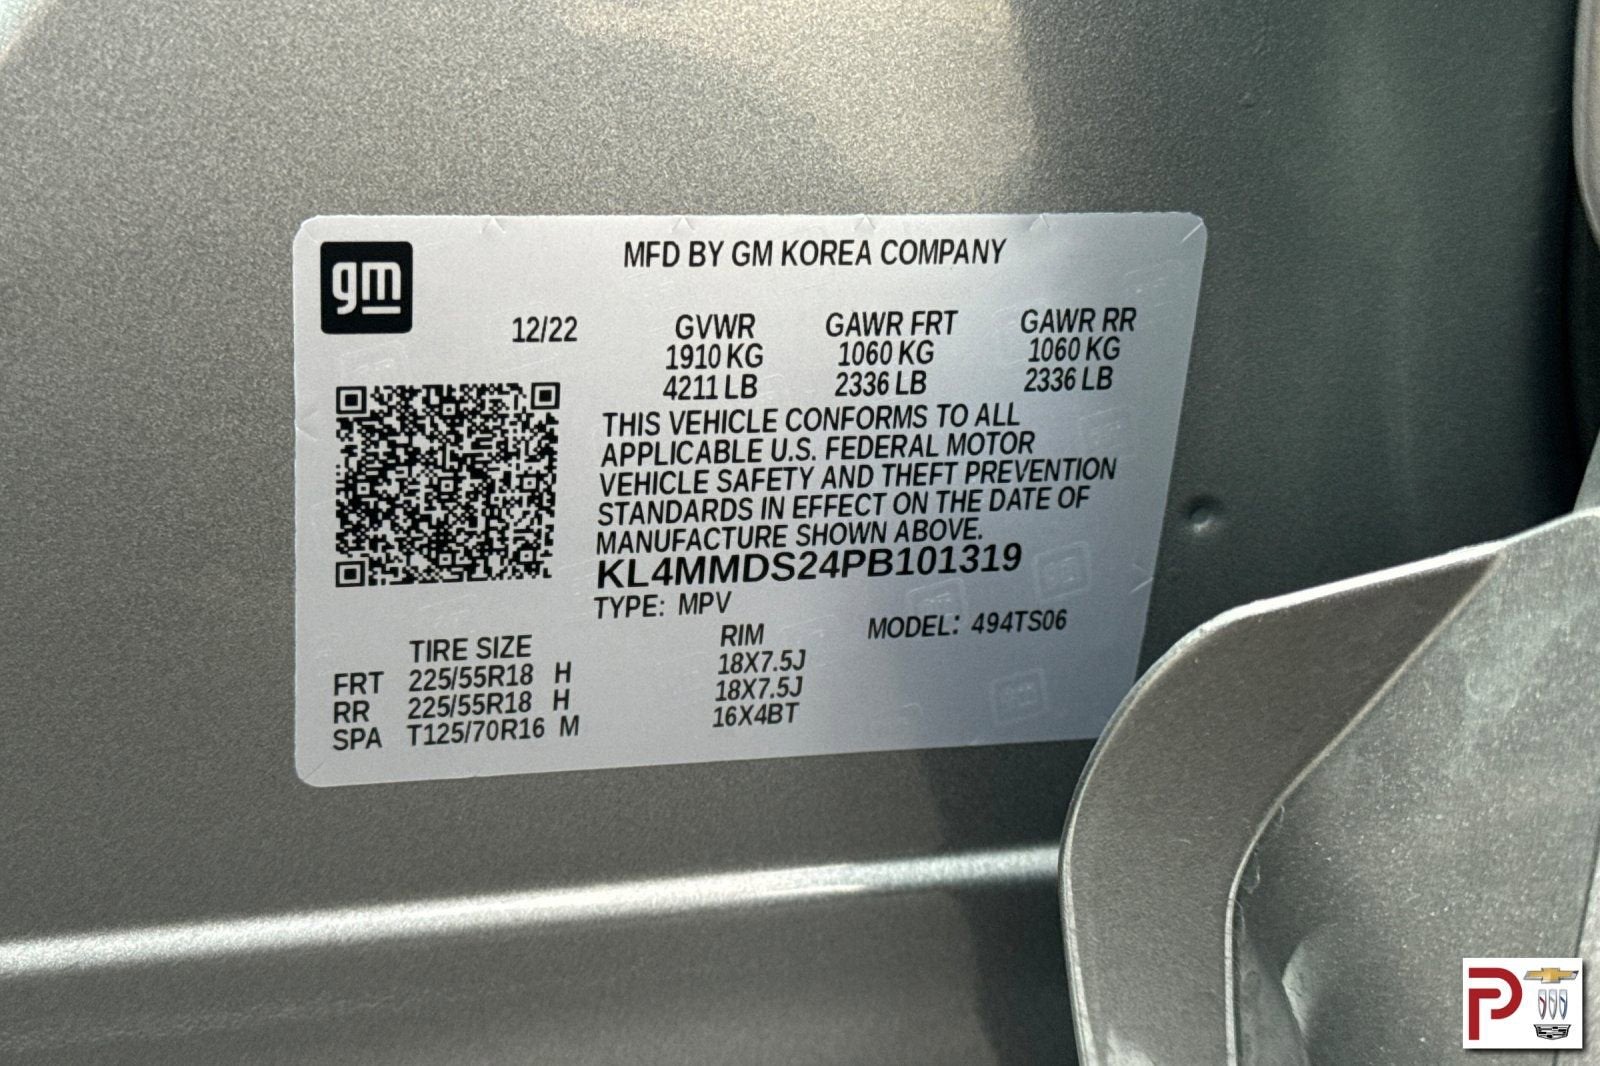 gm
MFD BY GM KOREA COMPANY
12/22 GVWR GAWR FRT GAWR RR
1910 KG 1060 KG 1060 KG
4211 LB 2336 LB 2336 LB
THIS VEHICLE CONFORMS TO ALL
APPLICABLE U.S. FEDERAL MOTOR
VEHICLE SAFETY AND THEFT PREVENTION
STANDARDS IN EFFECT ON THE DATE OF
MANUFACTURE SHOWN ABOVE.
KL4MMDS24PB101319
TYPE: MPV MODEL: 494TS06
TIRE SIZE RIM
FRT 225/55R18 H 18X7.5J
RR 225/55R18 H 18X7.5J
SPA T125/70R16 M 16X4BT
P